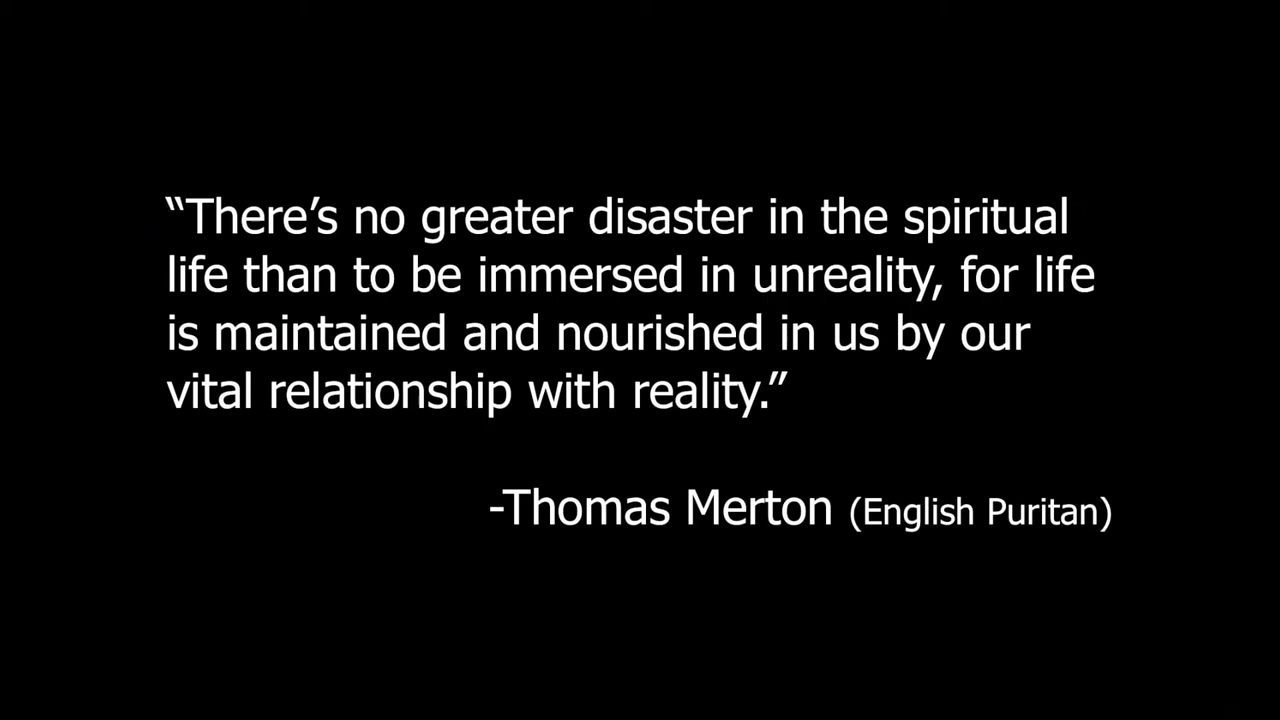 “There’s no greater disaster in the spiritual
life than to be immersed in unreality, for life
is maintained and nourished in us by our
vital relationship with reality.”
-Thomas Merton (English Puritan)